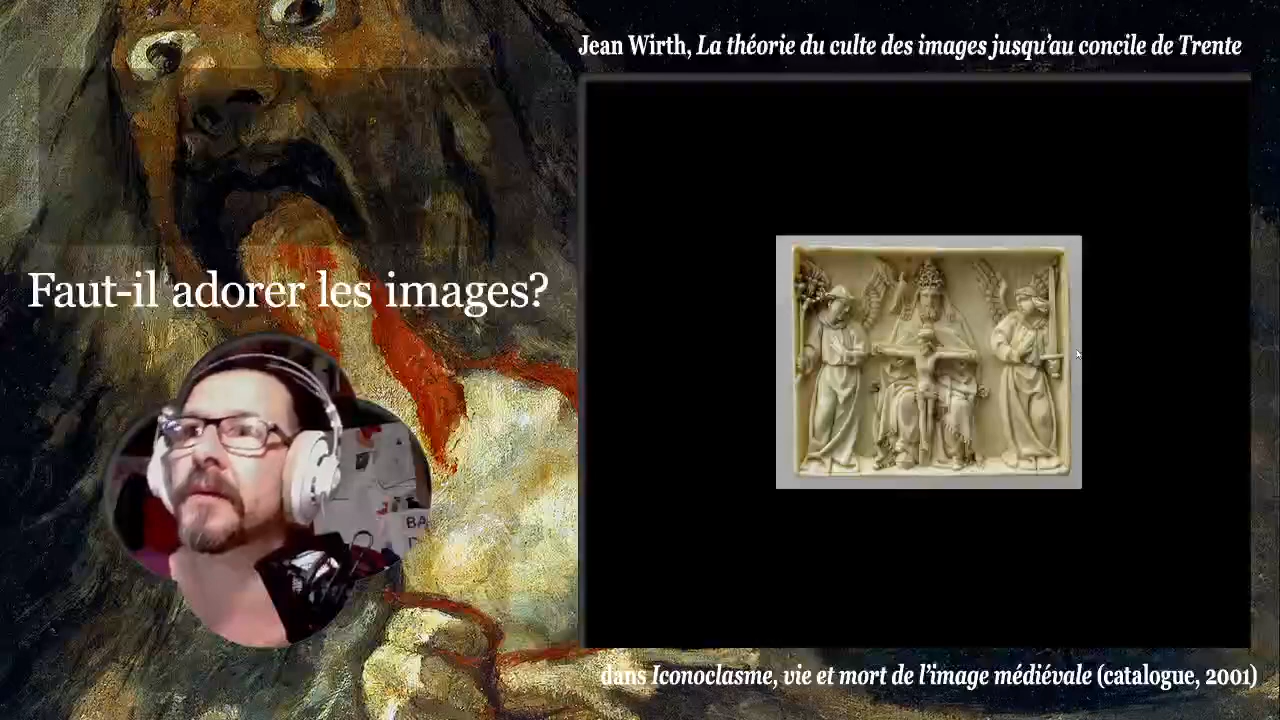 Jean Wirth, La théorie du culte des images jusqu’au concile de Trente
Faut-il adorer les images?
BA
dans Iconoclasme, vie et mort de l’image médiévale (catalogue, 2001)